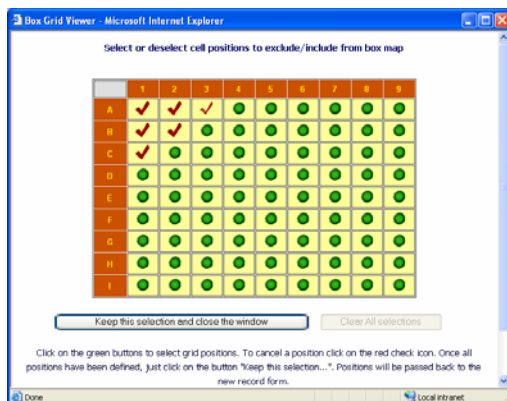 Box Grid Viewer - Microsoft Internet Explorer
Select or deselect cell positions to exclude/include from box map
1 2 3 4 5 6 7 8 9
A
B
C
D
E
F
G
H
I
Keep this selection and close the window Clear All selections
Click on the green buttons to select grid positions. To cancel a position click on the red check icon. Once all
positions have been defined, just click on the button "Keep this selection...". Positions will be passed back to the
new record form.
Done Local intranet